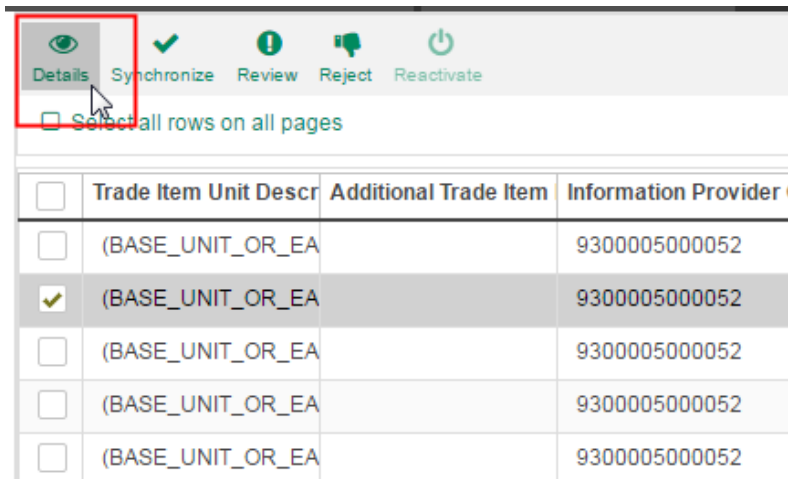 Details Synchronize Review Reject Reactivate
Select all rows on all pages
Trade Item Unit Descr Additional Trade Item Information Provider
(BASE_UNIT_OR_EA 9300005000052
(BASE_UNIT_OR_EA 9300005000052
(BASE_UNIT_OR_EA 9300005000052
(BASE_UNIT_OR_EA 9300005000052
(BASE_UNIT_OR_EA 9300005000052